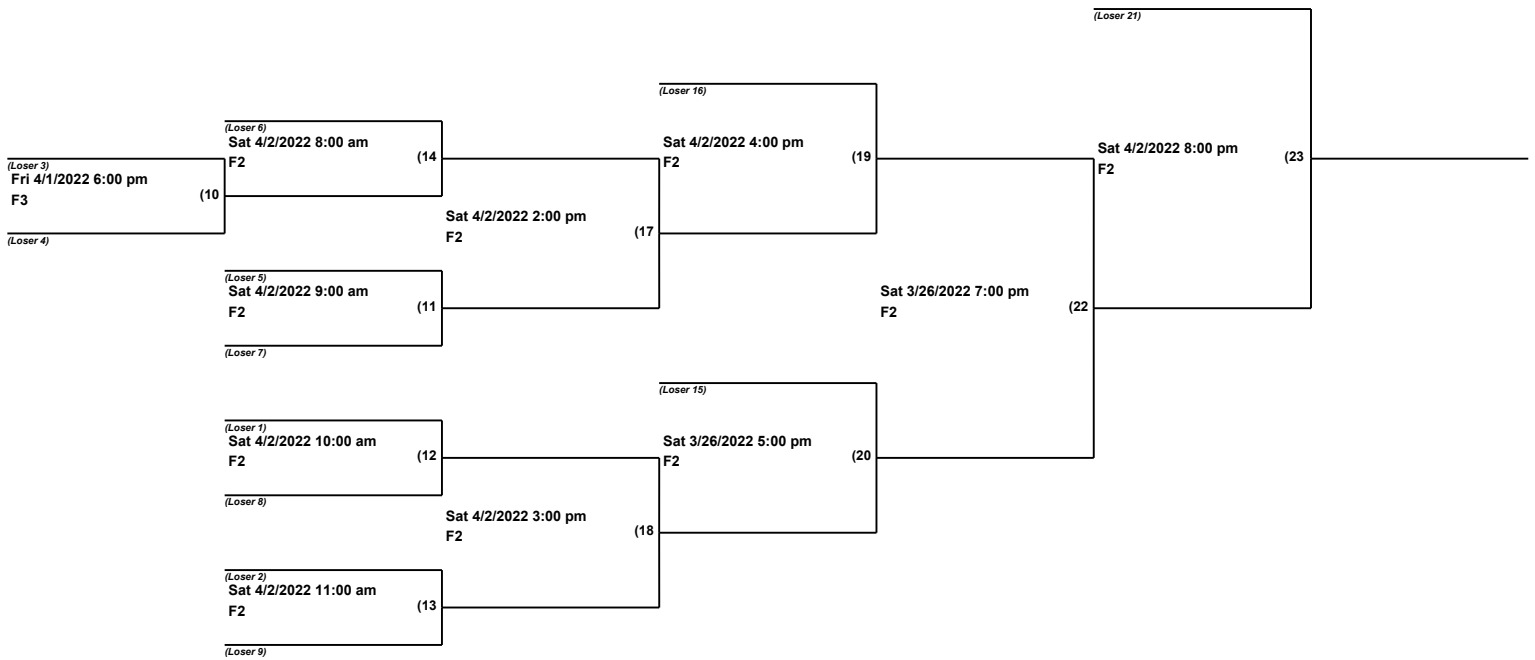 (Loser 21)
(Loser 16)
(Loser 6)
Sat 4/2/2022 8:00 am
F2
(14
Sat 4/2/2022 4:00 pm
F2
(19
Sat 4/2/2022 8:00 pm
F2
(23
(Loser 3)
Fri 4/1/2022 6:00 pm
F3
(10
(Loser 4)
Sat 4/2/2022 2:00 pm
F2
(17
(Loser 5)
Sat 4/2/2022 9:00 am
F2
(11
(Loser 7)
Sat 3/26/2022 7:00 pm
F2
(22
(Loser 15)
(Loser 1)
Sat 4/2/2022 10:00 am
F2
(12
(Loser 8)
Sat 3/26/2022 5:00 pm
F2
(20
Sat 4/2/2022 3:00 pm
F2
(18
(Loser 2)
Sat 4/2/2022 11:00 am
F2
(13
(Loser 9)